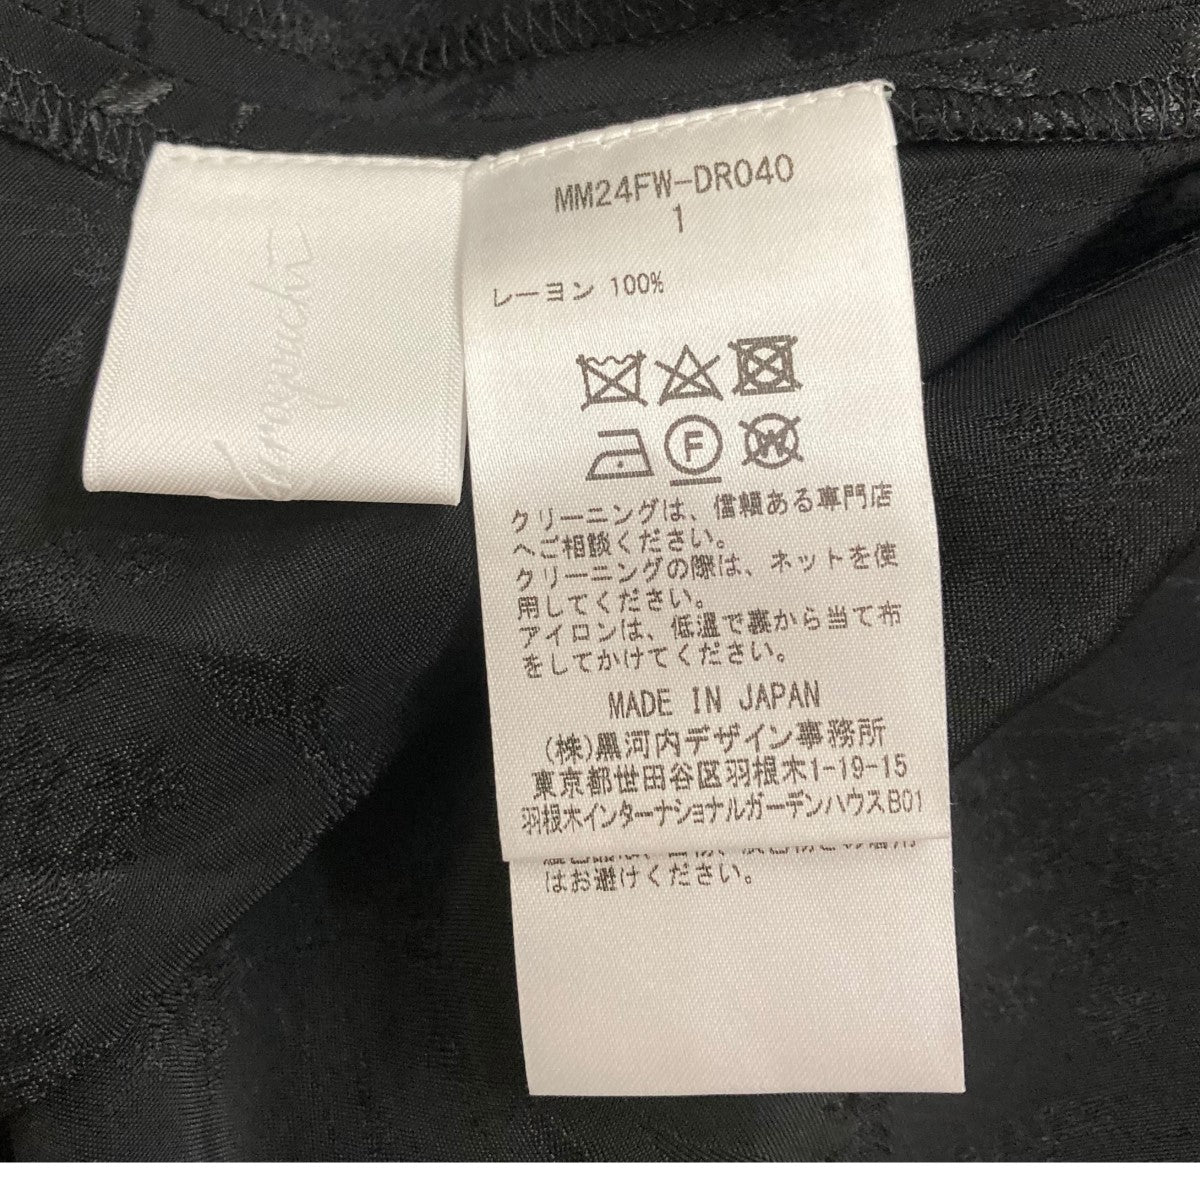 MM24FW-DR040
1
レーヨン 100%
F
W
クリーニングは、信頼ある専門店
へご相談ください。
クリーニングの際は、ネットを使
用してください。
アイロンは、低温で裏から当て布
をしてかけてください。
MADE IN JAPAN
(株)黒河内デザイン事務所
東京都世田谷区羽根木1-19-15
羽根木インターナショナルガーデンハウスB01
はお避けください。